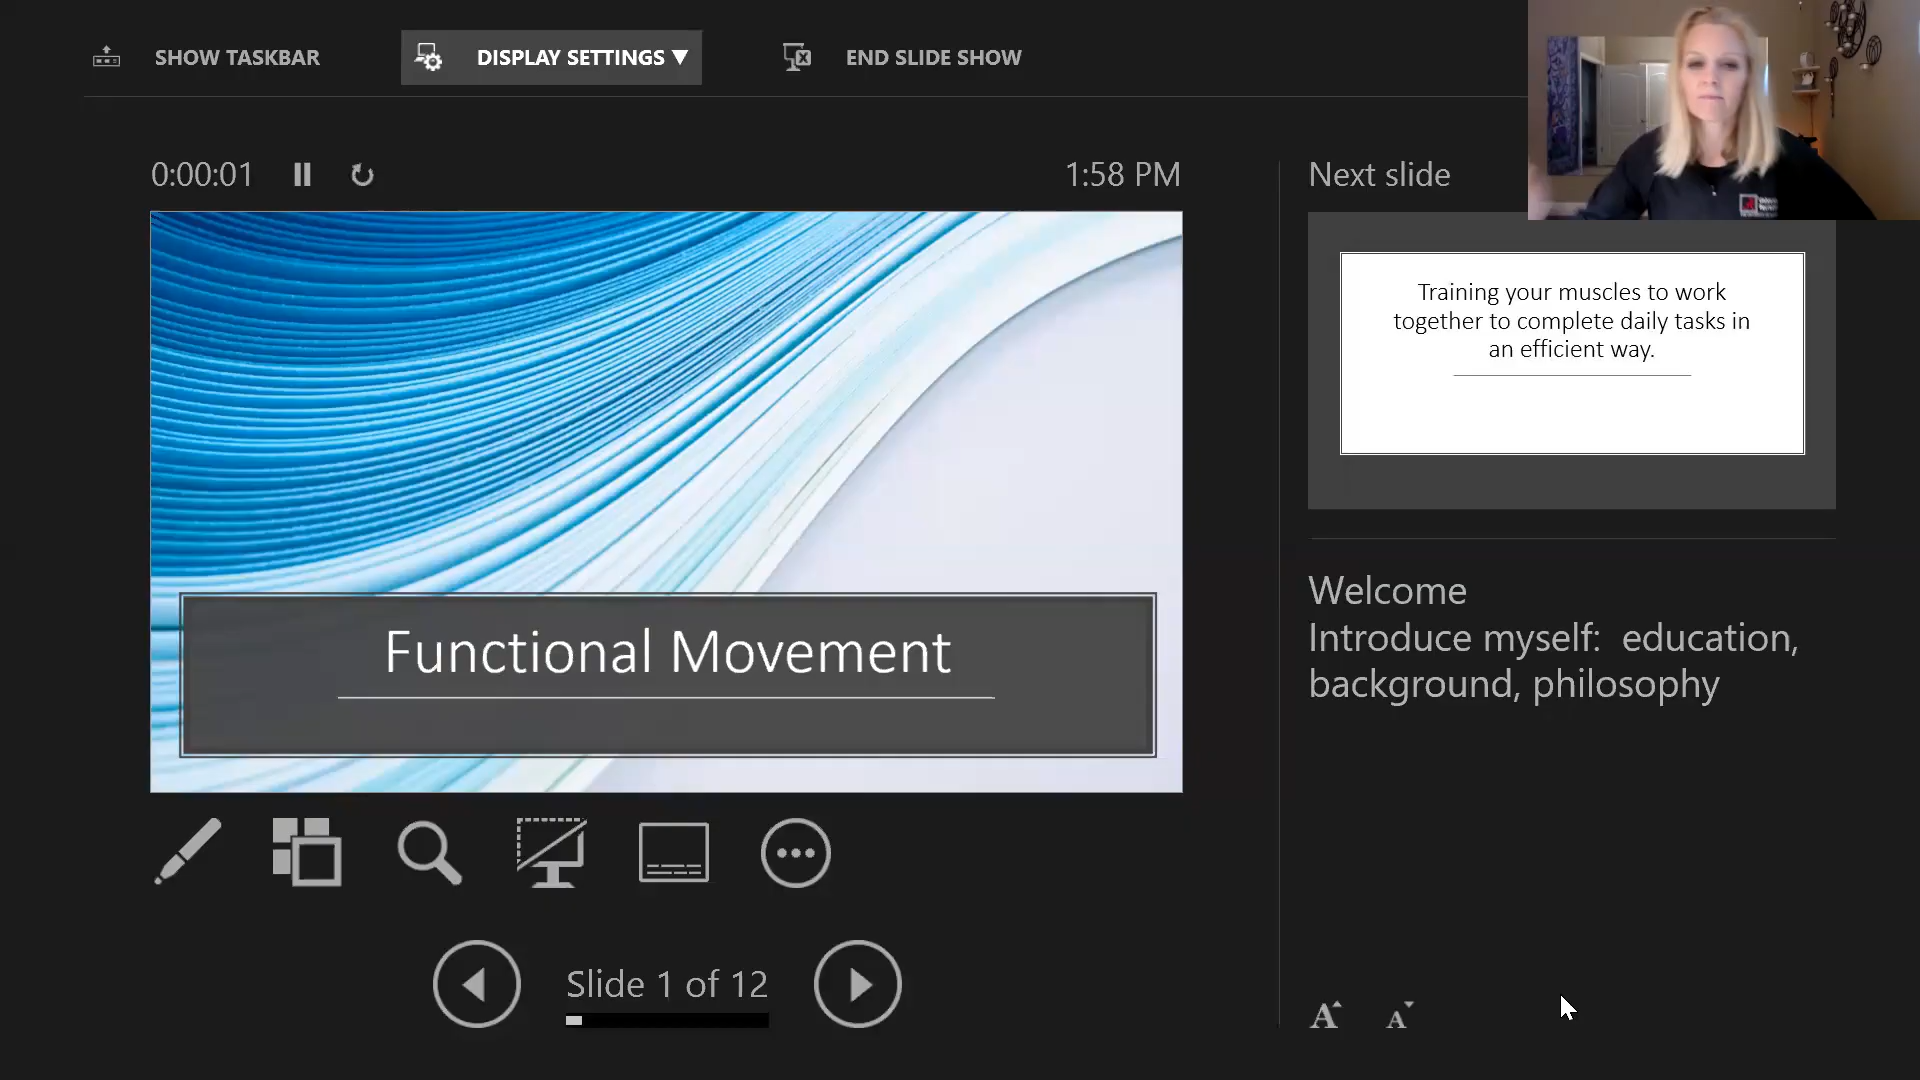 SHOW TASKBAR
DISPLAY SETTINGS ▼
END SLIDE SHOW
0:00:01
1:58 PM
Next slide
Functional Movement
Training your muscles to work
together to complete daily tasks in
an efficient way.
Welcome
Introduce myself:  education,
background, philosophy
Slide 1 of 12
A A